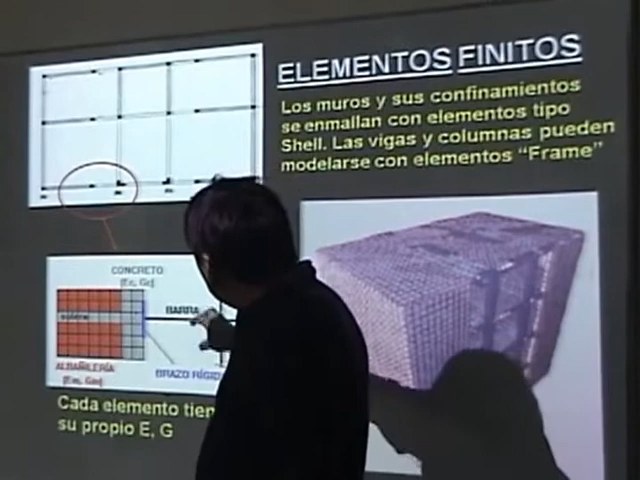 ELEMENTOS FINITOS
Los muros y sus confinamientos
se enmallan con elementos tipo
Shell. Las vigas y columnas pueden
modelarse con elementos "Frame"
CONCRETO
(Ec, Gc)
BARRA
ALBAÑILERÍA
(Em, Gm)
BRAZO RÍGID
Cada elemento tien
su propio E, G